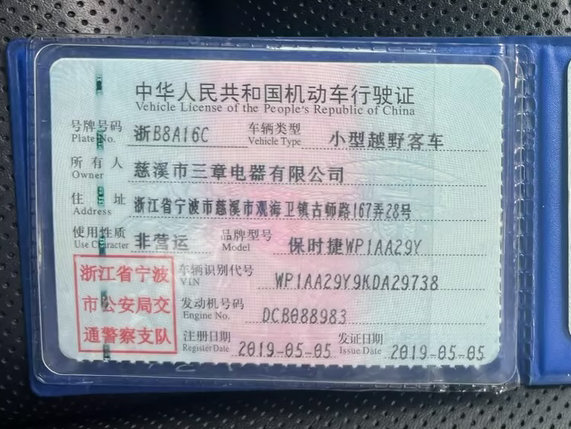 中华人民共和国机动车行驶证
Vehicle License of the People's Republic of China
号牌号码 浙B8A16C 车辆类型 小型越野客车
Plate No. Vehicle Type
所有人 慈溪市三章电器有限公司
Owner
住址 浙江省宁波市慈溪市观海卫镇古师路167弄28号
Address
使用性质 非营运 品牌型号 保时捷WP1AA29Y
Use Character Model
浙江省宁波
市公安局交
通警察支队
车辆识别代号 WP1AA29Y9KDA29738
VIN
发动机号码 DCB088983
Engine No.
注册日期 2019-05-05 发证日期 2019-05-05
Register Date Issue Date